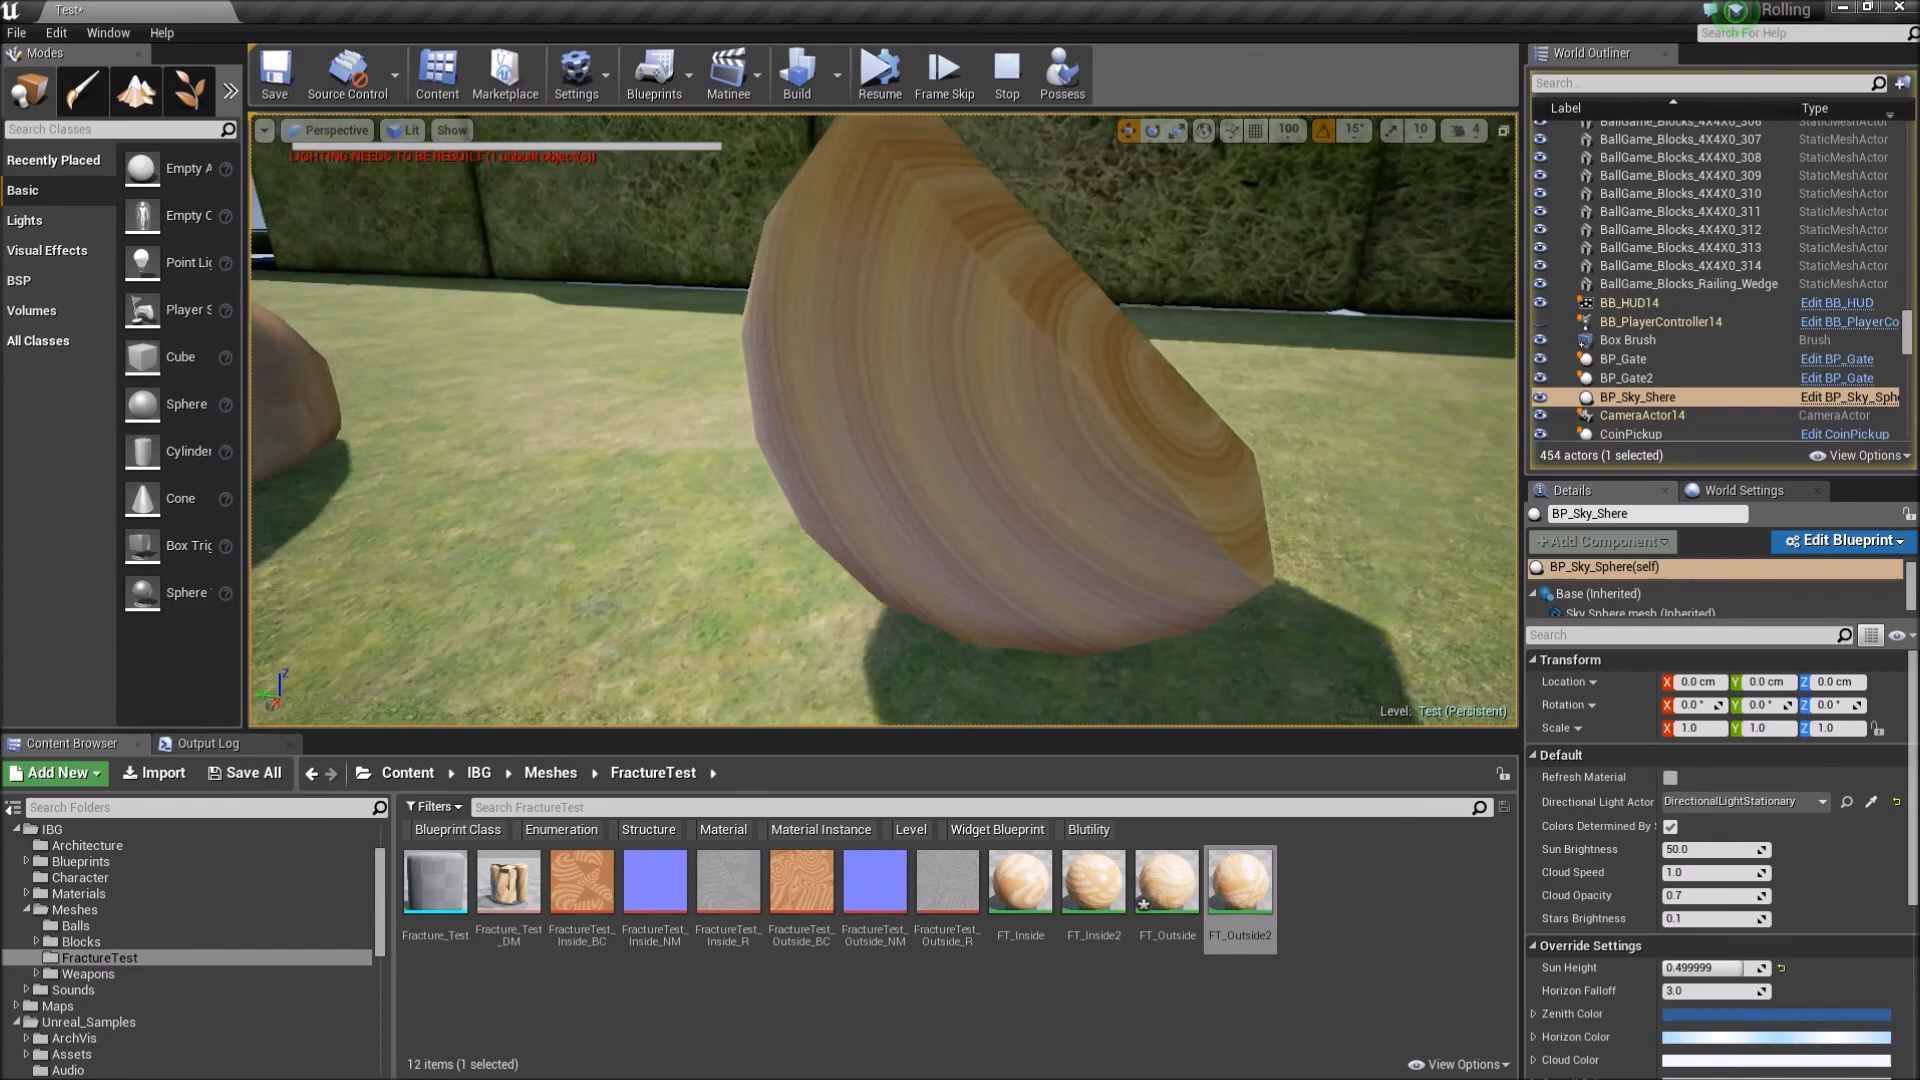 Test*
Rolling
File Edit Window Help
Search For Help
Modes
Search Classes
Recently Placed
Basic
Lights
Visual Effects
BSP
Volumes
All Classes
Empty A
Empty C
Point Lig
Player S
Cube
Sphere
Cylinder
Cone
Box Trig
Sphere
Save
Source Control
Content
Marketplace
Settings
Blueprints
Matinee
Build
Resume
Frame Skip
Stop
Possess
Perspective Lit Show
100 15° 10 4
LIGHTING NEEDS TO BE REBUILT (1 unbuilt object(s))
Level: Test (Persistent)
World Outliner
Search...
Label Type
BallGame_Blocks_4X4X0_306 StaticMeshActor
BallGame_Blocks_4X4X0_307 StaticMeshActor
BallGame_Blocks_4X4X0_308 StaticMeshActor
BallGame_Blocks_4X4X0_309 StaticMeshActor
BallGame_Blocks_4X4X0_310 StaticMeshActor
BallGame_Blocks_4X4X0_311 StaticMeshActor
BallGame_Blocks_4X4X0_312 StaticMeshActor
BallGame_Blocks_4X4X0_313 StaticMeshActor
BallGame_Blocks_4X4X0_314 StaticMeshActor
BallGame_Blocks_Railing_Wedge StaticMeshActor
BB_HUD14 Edit BB_HUD
BB_PlayerController14 Edit BB_PlayerCo
Box Brush Brush
BP_Gate Edit BP_Gate
BP_Gate2 Edit BP_Gate
BP_Sky_Shere Edit BP_Sky_Sphe
CameraActor14 CameraActor
CoinPickup Edit CoinPickup
454 actors (1 selected) View Options
Details World Settings
BP_Sky_Shere
+Add Component Edit Blueprint
BP_Sky_Sphere(self)
Base (Inherited)
Sky Sphere mesh (Inherited)
Search
Transform
Location X 0.0 cm Y 0.0 cm Z 0.0 cm
Rotation X 0.0 ° Y 0.0 ° Z 0.0 °
Scale X 1.0 Y 1.0 Z 1.0
Default
Refresh Material
Directional Light Actor DirectionalLightStationary
Colors Determined By
Sun Brightness 50.0
Cloud Speed 1.0
Cloud Opacity 0.7
Stars Brightness 0.1
Override Settings
Sun Height 0.499999
Horizon Falloff 3.0
Zenith Color
Horizon Color
Cloud Color
Content Browser Output Log
Add New Import Save All Content IBG Meshes FractureTest
Search Folders
IBG
Architecture
Blueprints
Character
Materials
Meshes
Balls
Blocks
FractureTest
Weapons
Sounds
Maps
Unreal_Samples
ArchVis
Assets
Audio
Filters Search FractureTest
Blueprint Class Enumeration Structure Material Material Instance Level Widget Blueprint Blutility
Fracture_Test
Fracture_Test
_DM
FractureTest_
Inside_BC
FractureTest_
Inside_NM
FractureTest_
Inside_R
FractureTest_
Outside_BC
FractureTest_
Outside_NM
FractureTest_
Outside_R
FT_Inside
FT_Inside2
FT_Outside
FT_Outside2
12 items (1 selected) View Options